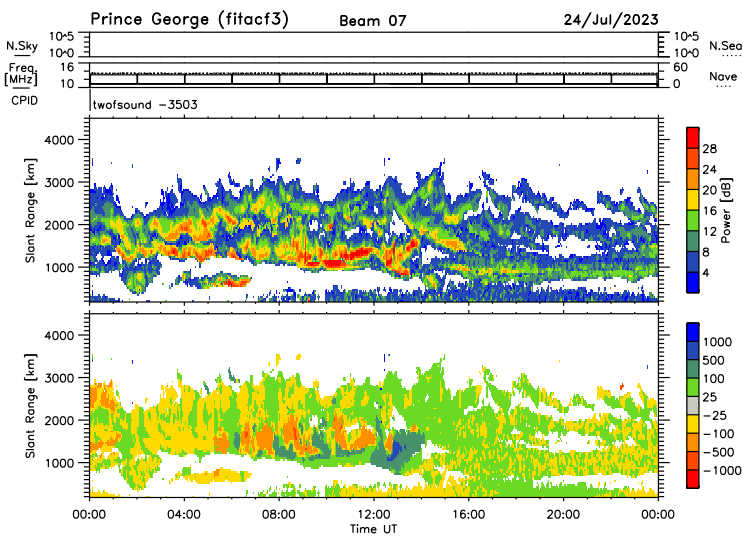 Prince George (fitacf3) Beam 07 24/Jul/2023
N.Sky 10^5 10^5 N.Sea
10^0 10^0
Freq [MHz] 16 60 Nave
10 0
CPID twofsound -3503
Slant Range [km] 4000 3000 2000 1000
Power [dB] 28 24 20 16 12 8 4
Slant Range [km] 4000 3000 2000 1000
1000 500 100 25 -25 -100 -500 -1000
00:00 04:00 08:00 12:00 16:00 20:00 00:00
Time UT